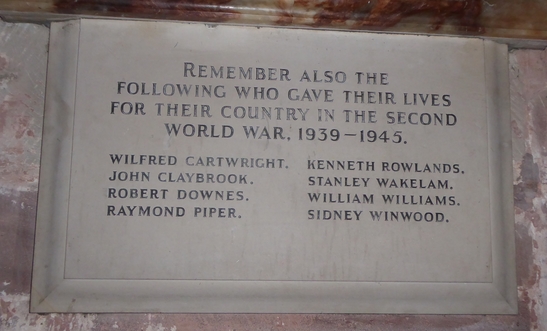 REMEMBER ALSO THE
FOLLOWING WHO GAVE THEIR LIVES
FOR THEIR COUNTRY IN THE SECOND
WORLD WAR, 1939-1945.
WILFRED CARTWRIGHT.
JOHN CLAYBROOK.
ROBERT DOWNES.
RAYMOND PIPER.
KENNETH ROWLANDS.
STANLEY WAKELAM.
WILLIAM WILLIAMS.
SIDNEY WINWOOD.